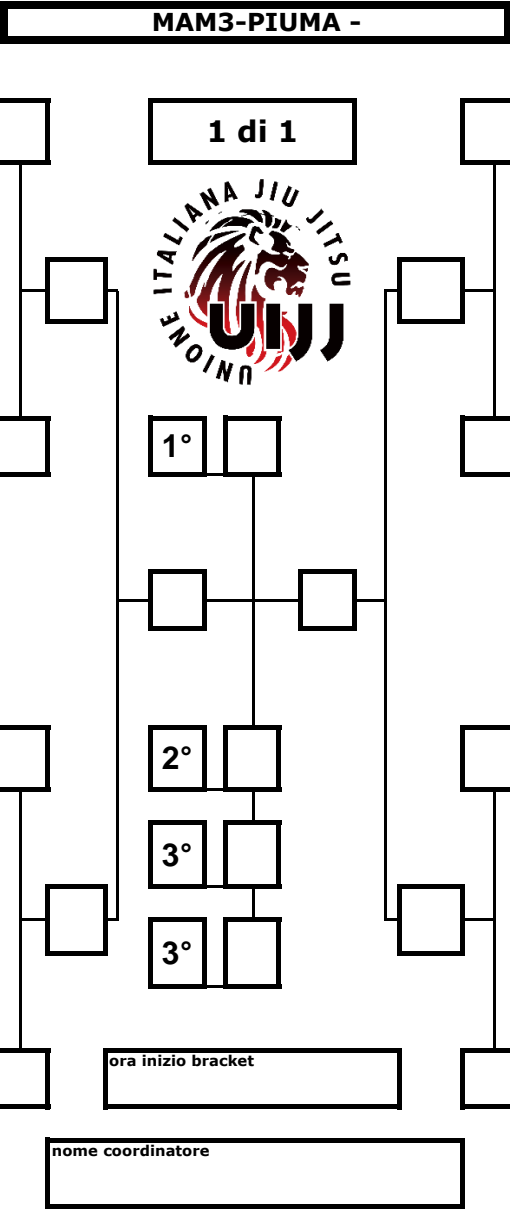 MAM3-PIUMA -
1 di 1
UNIONE ITALIANA JIU JITSU
UIJJ
1°
2°
3°
3°
ora inizio bracket
nome coordinatore